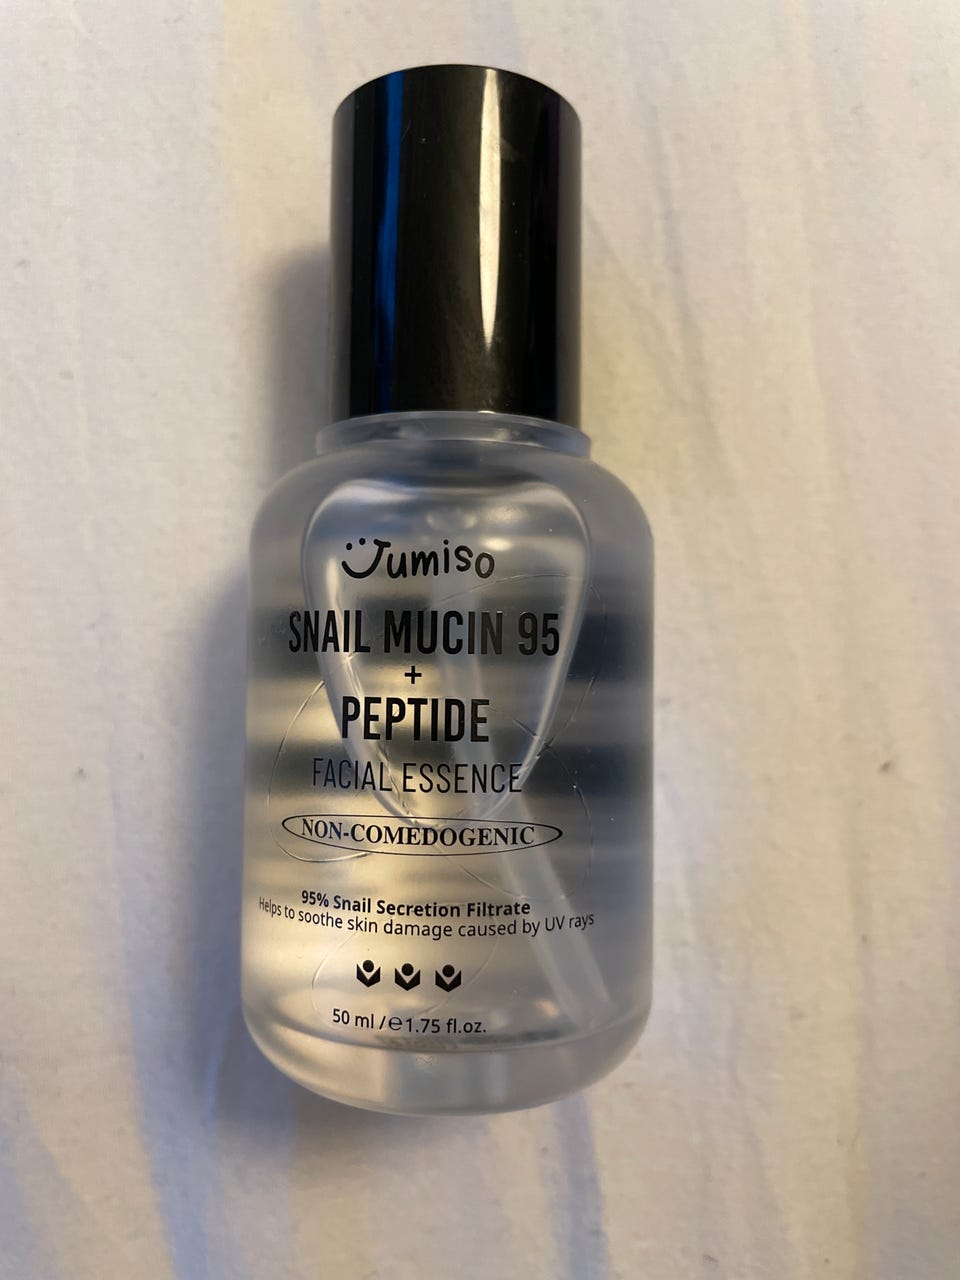 Jumiso
SNAIL MUCIN 95
+
PEPTIDE
FACIAL ESSENCE
NON-COMEDOGENIC
95% Snail Secretion Filtrate
Helps to soothe skin damage caused by UV rays
50 ml /℮1.75 fl.oz.